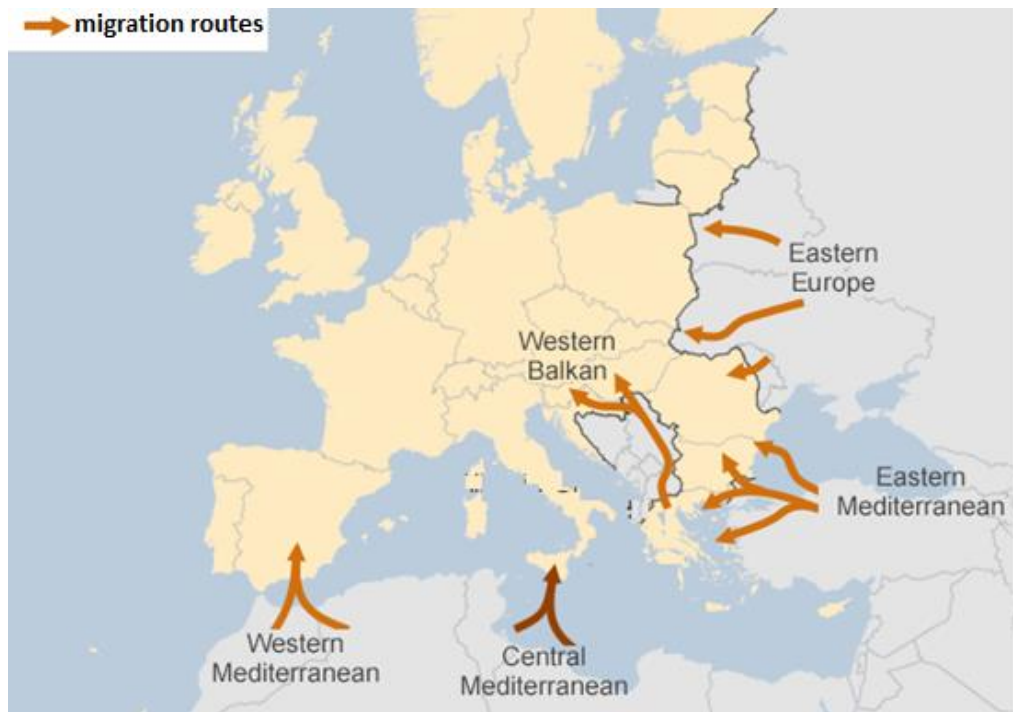 migration routes
Eastern
Europe
Western
Balkan
Eastern
Mediterranean
Western
Mediterranean
Central
Mediterranean